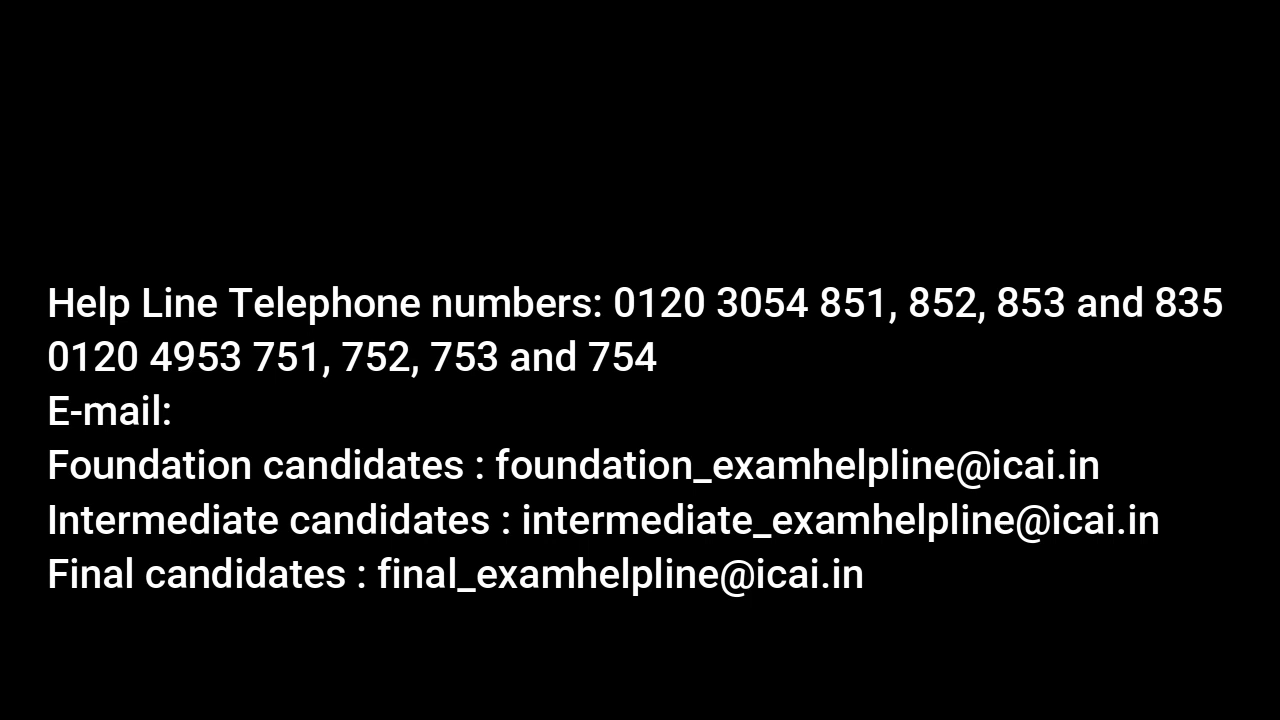 Help Line Telephone numbers: 0120 3054 851, 852, 853 and 835
0120 4953 751, 752, 753 and 754
E-mail:
Foundation candidates : foundation_examhelpline@icai.in
Intermediate candidates : intermediate_examhelpline@icai.in
Final candidates : final_examhelpline@icai.in